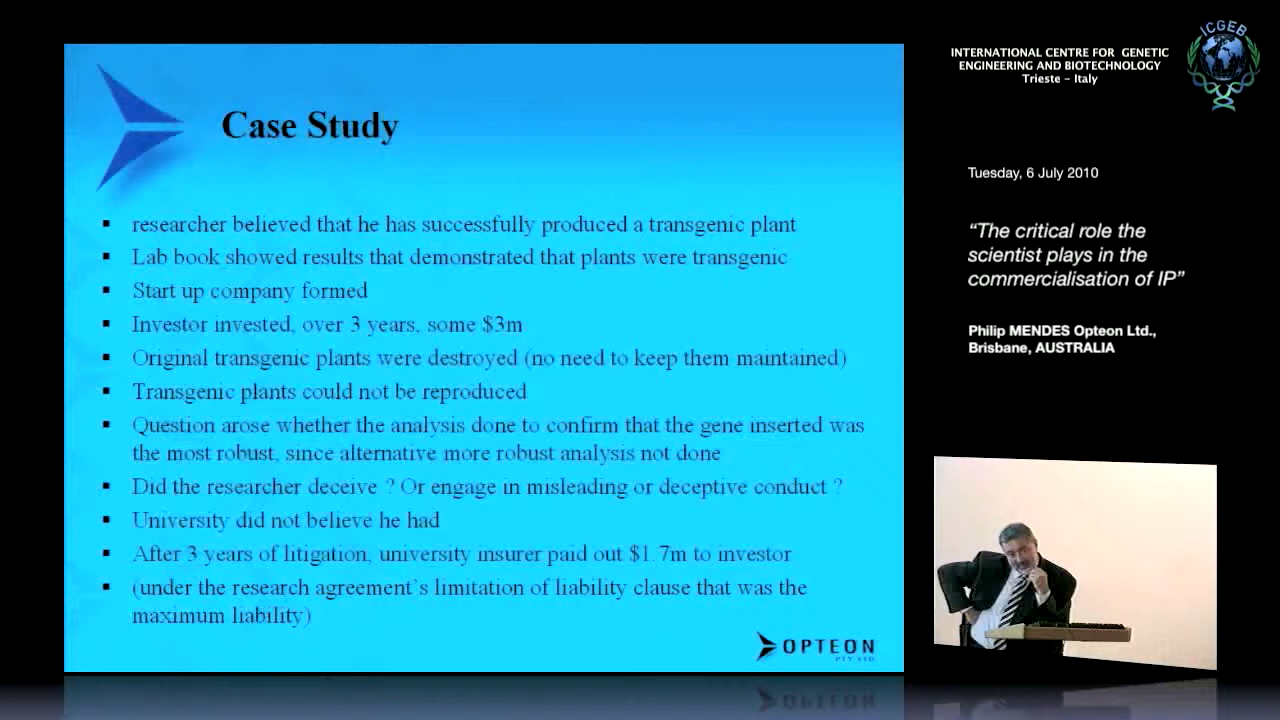 Case Study
▪ researcher believed that he has successfully produced a transgenic plant
▪ Lab book showed results that demonstrated that plants were transgenic
▪ Start up company formed
▪ Investor invested, over 3 years, some $3m
▪ Original transgenic plants were destroyed (no need to keep them maintained)
▪ Transgenic plants could not be reproduced
▪ Question arose whether the analysis done to confirm that the gene inserted was
the most robust, since alternative more robust analysis not done
▪ Did the researcher deceive ? Or engage in misleading or deceptive conduct ?
▪ University did not believe he had
▪ After 3 years of litigation, university insurer paid out $1.7m to investor
▪ (under the research agreement's limitation of liability clause that was the
maximum liability)
OPTEON
PTY LTD
INTERNATIONAL CENTRE FOR GENETIC
ENGINEERING AND BIOTECHNOLOGY
Trieste – Italy
ICGEB
Tuesday, 6 July 2010
“The critical role the
scientist plays in the
commercialisation of IP”
Philip MENDES Opteon Ltd.,
Brisbane, AUSTRALIA